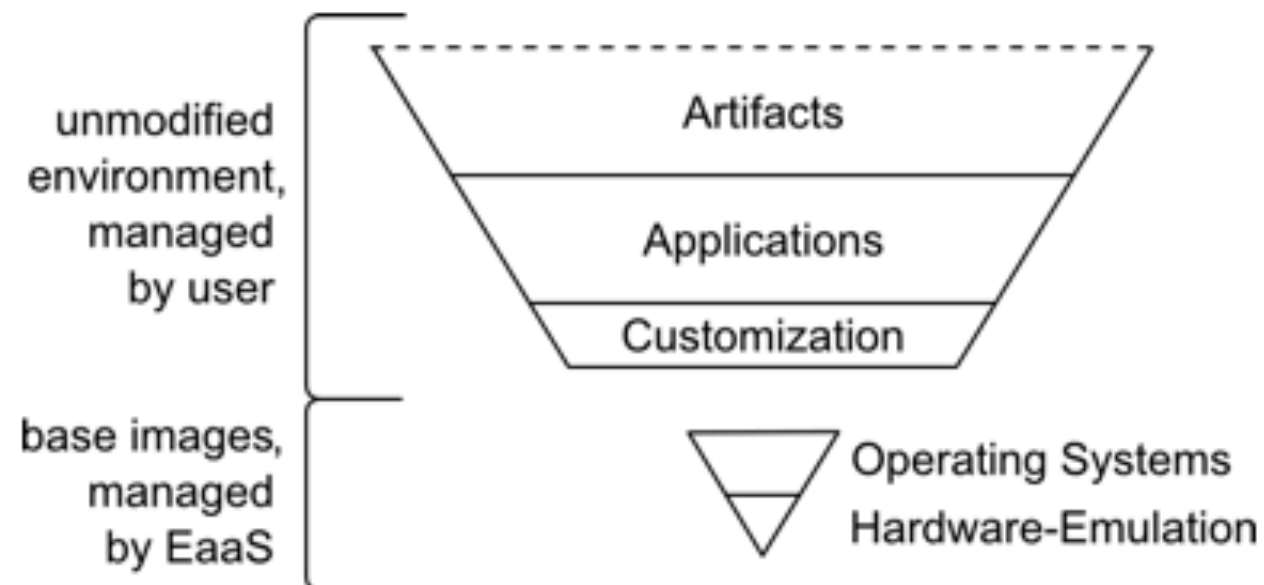 unmodified
environment,
managed
by user
Artifacts
Applications
Customization
base images,
managed
by EaaS
Operating Systems
Hardware-Emulation